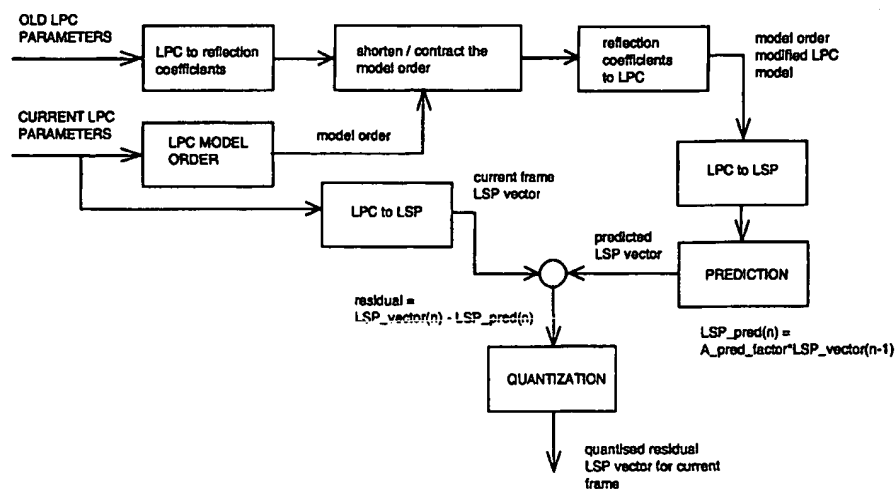 OLD LPC
PARAMETERS
LPC to reflection
coefficients
shorten / contract the
model order
reflection
coefficients
to LPC
model order
modified LPC
model
CURRENT LPC
PARAMETERS
LPC MODEL
ORDER
model order
LPC to LSP
current frame
LSP vector
LPC to LSP
predicted
LSP vector
PREDICTION
residual =
LSP_vector(n) - LSP_pred(n)
LSP_pred(n) =
A_pred_factor*LSP_vector(n-1)
QUANTIZATION
quantised residual
LSP vector for current
frame